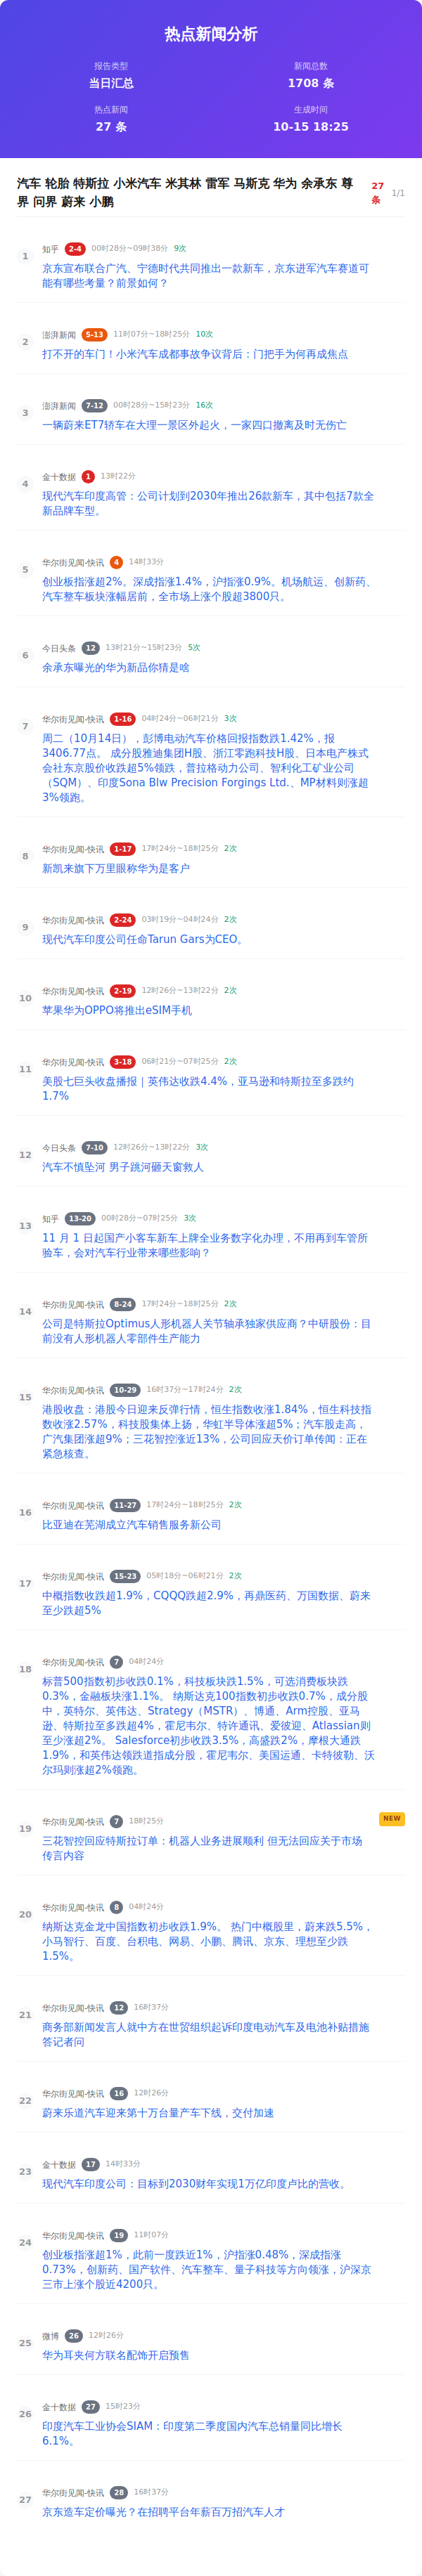 热点新闻分析
报告类型
当日汇总
新闻总数
1708 条
热点新闻
27 条
生成时间
10-15 18:25
汽车 轮胎 特斯拉 小米汽车 米其林 雷军 马斯克 华为 余承东 尊
界 问界 蔚来 小鹏
27
条
1/1
1
知乎 2-4 00时28分~09时38分 9次
京东宣布联合广汽、宁德时代共同推出一款新车，京东进军汽车赛道可
能有哪些考量？前景如何？
2
澎湃新闻 5-13 11时07分~18时25分 10次
打不开的车门！小米汽车成都事故争议背后：门把手为何再成焦点
3
澎湃新闻 7-12 00时28分~15时23分 16次
一辆蔚来ET7轿车在大理一景区外起火，一家四口撤离及时无伤亡
4
金十数据 1 13时22分
现代汽车印度高管：公司计划到2030年推出26款新车，其中包括7款全
新品牌车型。
5
华尔街见闻-快讯 4 14时33分
创业板指涨超2%。深成指涨1.4%，沪指涨0.9%。机场航运、创新药、
汽车整车板块涨幅居前，全市场上涨个股超3800只。
6
今日头条 12 13时21分~15时23分 5次
余承东曝光的华为新品你猜是啥
7
华尔街见闻-快讯 1-16 04时24分~06时21分 3次
周二（10月14日），彭博电动汽车价格回报指数跌1.42%，报
3406.77点。 成分股雅迪集团H股、浙江零跑科技H股、日本电产株式
会社东京股价收跌超5%领跌，普拉格动力公司、智利化工矿业公司
（SQM）、印度Sona Blw Precision Forgings Ltd.、MP材料则涨超
3%领跑。
8
华尔街见闻-快讯 1-17 17时24分~18时25分 2次
新凯来旗下万里眼称华为是客户
9
华尔街见闻-快讯 2-24 03时19分~04时24分 2次
现代汽车印度公司任命Tarun Gars为CEO。
10
华尔街见闻-快讯 2-19 12时26分~13时22分 2次
苹果华为OPPO将推出eSIM手机
11
华尔街见闻-快讯 3-18 06时21分~07时25分 2次
美股七巨头收盘播报｜英伟达收跌4.4%，亚马逊和特斯拉至多跌约
1.7%
12
今日头条 7-10 12时26分~13时22分 3次
汽车不慎坠河 男子跳河砸天窗救人
13
知乎 13-20 00时28分~07时25分 3次
11 月 1 日起国产小客车新车上牌全业务数字化办理，不用再到车管所
验车，会对汽车行业带来哪些影响？
14
华尔街见闻-快讯 8-24 17时24分~18时25分 2次
公司是特斯拉Optimus人形机器人关节轴承独家供应商？中研股份：目
前没有人形机器人零部件生产能力
15
华尔街见闻-快讯 10-29 16时37分~17时24分 2次
港股收盘：港股今日迎来反弹行情，恒生指数收涨1.84%，恒生科技指
数收涨2.57%，科技股集体上扬，华虹半导体涨超5%；汽车股走高，
广汽集团涨超9%；三花智控涨近13%，公司回应天价订单传闻：正在
紧急核查。
16
华尔街见闻-快讯 11-27 17时24分~18时25分 2次
比亚迪在芜湖成立汽车销售服务新公司
17
华尔街见闻-快讯 15-23 05时18分~06时21分 2次
中概指数收跌超1.9%，CQQQ跌超2.9%，再鼎医药、万国数据、蔚来
至少跌超5%
18
华尔街见闻-快讯 7 04时24分
标普500指数初步收跌0.1%，科技板块跌1.5%，可选消费板块跌
0.3%，金融板块涨1.1%。 纳斯达克100指数初步收跌0.7%，成分股
中，英特尔、英伟达、Strategy（MSTR）、博通、Arm控股、亚马
逊、特斯拉至多跌超4%，霍尼韦尔、特许通讯、爱彼迎、Atlassian则
至少涨超2%。 Salesforce初步收跌3.5%，高盛跌2%，摩根大通跌
1.9%，和英伟达领跌道指成分股，霍尼韦尔、美国运通、卡特彼勒、沃
尔玛则涨超2%领跑。
19
华尔街见闻-快讯 7 18时25分
NEW
三花智控回应特斯拉订单：机器人业务进展顺利 但无法回应关于市场
传言内容
20
华尔街见闻-快讯 8 04时24分
纳斯达克金龙中国指数初步收跌1.9%。 热门中概股里，蔚来跌5.5%，
小马智行、百度、台积电、网易、小鹏、腾讯、京东、理想至少跌
1.5%。
21
华尔街见闻-快讯 12 16时37分
商务部新闻发言人就中方在世贸组织起诉印度电动汽车及电池补贴措施
答记者问
22
华尔街见闻-快讯 16 12时26分
蔚来乐道汽车迎来第十万台量产车下线，交付加速
23
金十数据 17 14时33分
现代汽车印度公司：目标到2030财年实现1万亿印度卢比的营收。
24
华尔街见闻-快讯 19 11时07分
创业板指涨超1%，此前一度跌近1%，沪指涨0.48%，深成指涨
0.73%，创新药、国产软件、汽车整车、量子科技等方向领涨，沪深京
三市上涨个股近4200只。
25
微博 26 12时26分
华为耳夹何方联名配饰开启预售
26
金十数据 27 15时23分
印度汽车工业协会SIAM：印度第二季度国内汽车总销量同比增长
6.1%。
27
华尔街见闻-快讯 28 16时37分
京东造车定价曝光？在招聘平台年薪百万招汽车人才